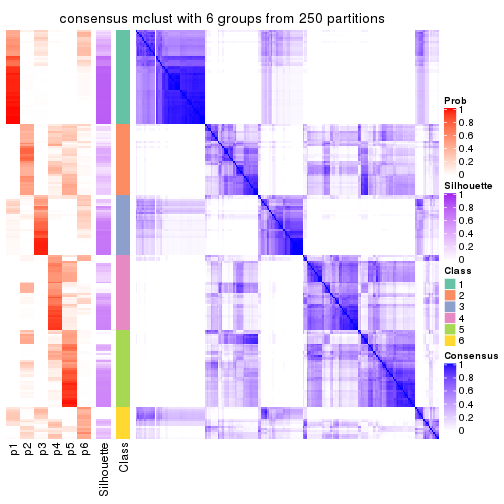 consensus mclust with 6 groups from 250 partitions
Prob
1
0.8
0.6
0.4
0.2
0
Silhouette
1
0.8
0.6
0.4
0.2
0
Class
1
2
3
4
5
6
Consensus
1
0.8
0.6
0.4
0.2
0
p1
p2
p3
p4
p5
p6
Silhouette
Class